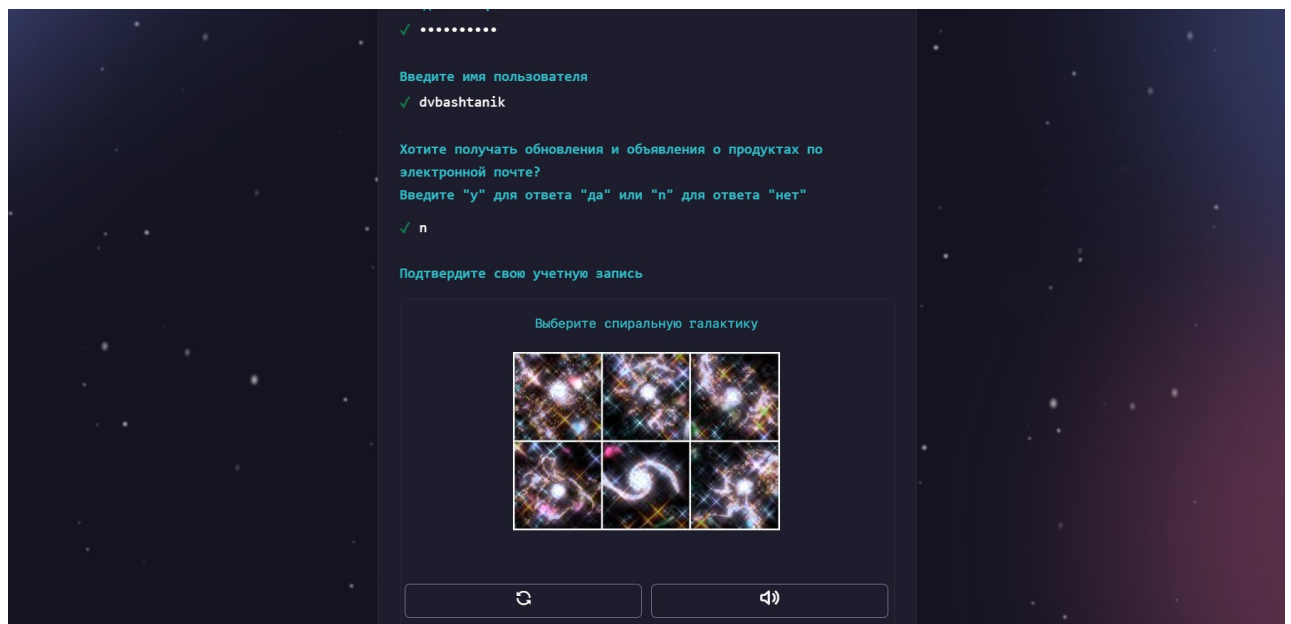 ✓ ••••••••••
Введите имя пользователя
✓ dvbashtanik
Хотите получать обновления и объявления о продуктах по
электронной почте?
Введите "y" для ответа "да" или "n" для ответа "нет"
✓ n
Подтвердите свою учетную запись
Выберите спиральную галактику